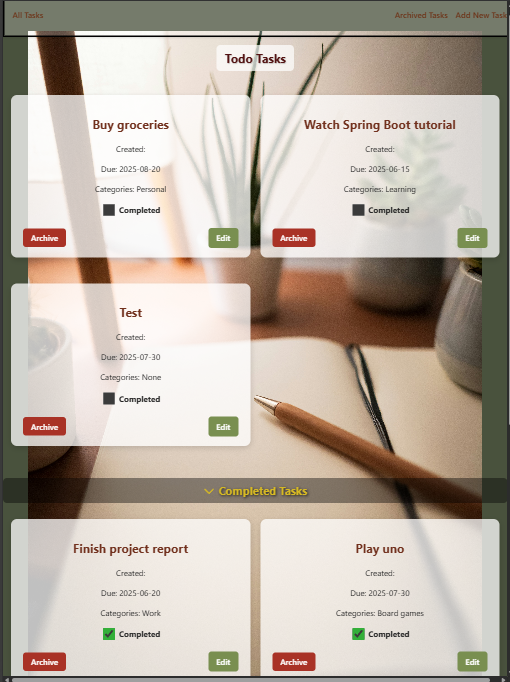 All Tasks Archived Tasks Add New Task
Todo Tasks
Buy groceries
Created:
Due: 2025-08-20
Categories: Personal
Completed
Archive Edit
Watch Spring Boot tutorial
Created:
Due: 2025-06-15
Categories: Learning
Completed
Archive Edit
Test
Created:
Due: 2025-07-30
Categories: None
Completed
Archive Edit
Completed Tasks
Finish project report
Created:
Due: 2025-06-20
Categories: Work
Completed
Archive Edit
Play uno
Created:
Due: 2025-07-30
Categories: Board games
Completed
Archive Edit